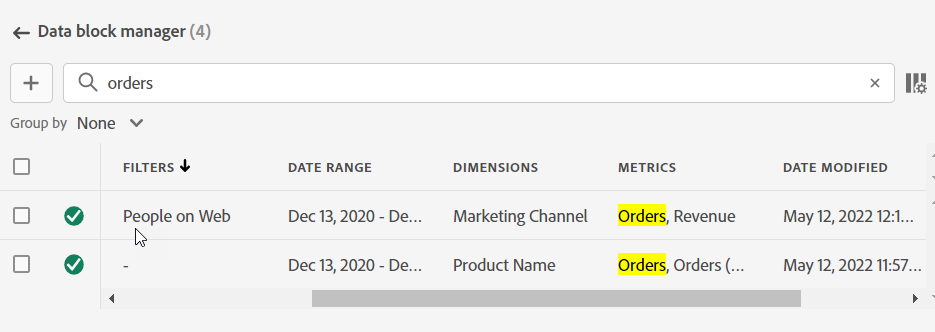 Data block manager (4)
orders
Group by None
FILTERS DATE RANGE DIMENSIONS METRICS DATE MODIFIED
People on Web Dec 13, 2020 - De... Marketing Channel Orders, Revenue May 12, 2022 12:1...
- Dec 13, 2020 - De... Product Name Orders, Orders (... May 12, 2022 11:57...